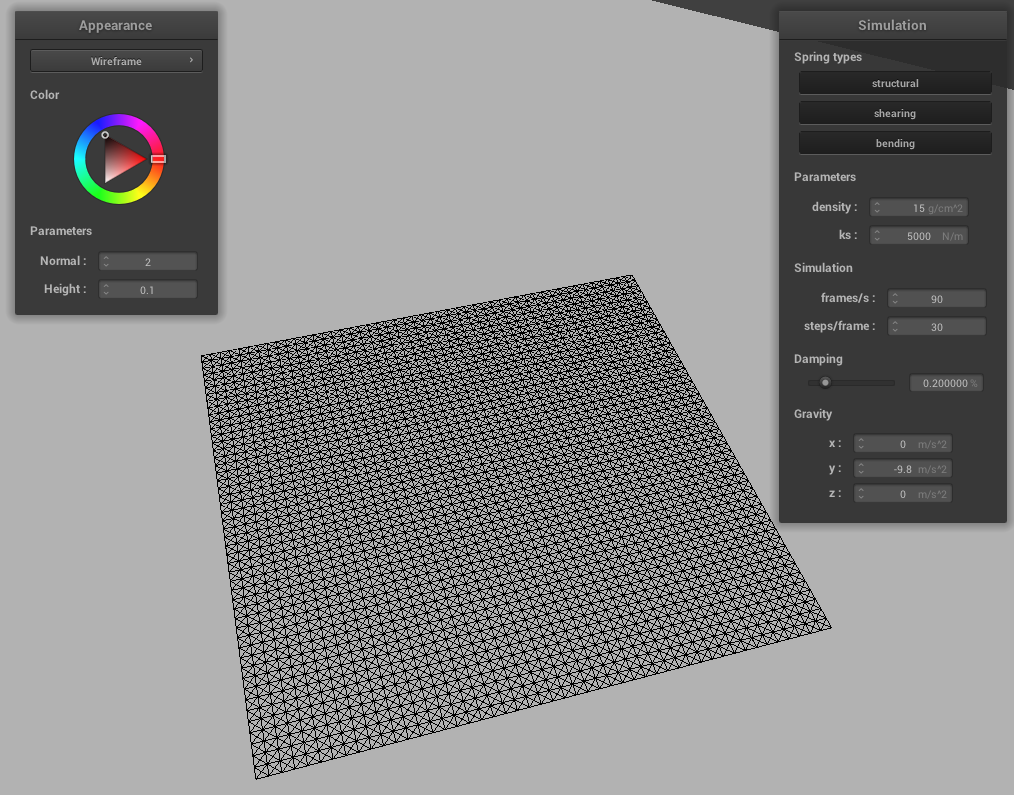 Appearance
Wireframe ›
Color
Parameters
Normal : 2
Height : 0.1
Simulation
Spring types
structural
shearing
bending
Parameters
density : 15 g/cm^2
ks : 5000 N/m
Simulation
frames/s : 90
steps/frame : 30
Damping
0.200000 %
Gravity
x : 0 m/s^2
y : -9.8 m/s^2
z : 0 m/s^2